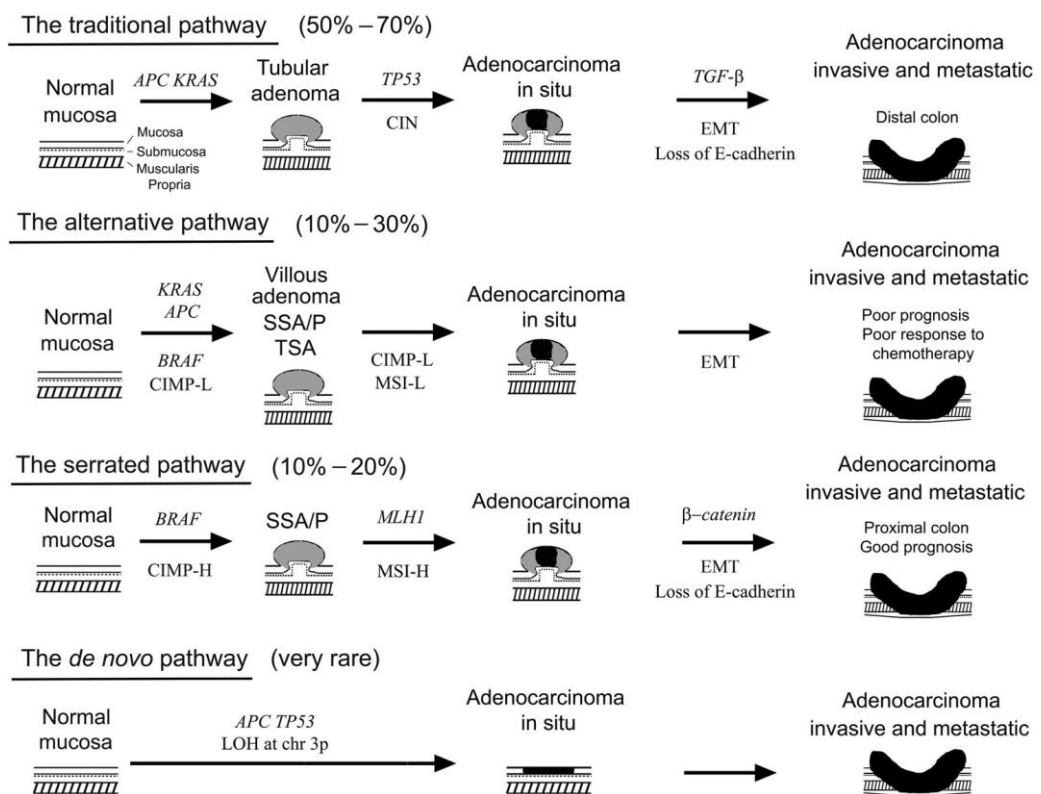 The traditional pathway (50%–70%)
Normal
mucosa
Mucosa
Submucosa
Muscularis
Propria
APC KRAS
Tubular
adenoma
TP53
CIN
Adenocarcinoma
in situ
TGF-β
EMT
Loss of E-cadherin
Adenocarcinoma
invasive and metastatic
Distal colon
The alternative pathway (10%–30%)
Normal
mucosa
KRAS
APC
BRAF
CIMP-L
Villous
adenoma
SSA/P
TSA
CIMP-L
MSI-L
Adenocarcinoma
in situ
EMT
Adenocarcinoma
invasive and metastatic
Poor prognosis
Poor response to
chemotherapy
The serrated pathway (10%–20%)
Normal
mucosa
BRAF
CIMP-H
SSA/P
MLH1
MSI-H
Adenocarcinoma
in situ
β–catenin
EMT
Loss of E-cadherin
Adenocarcinoma
invasive and metastatic
Proximal colon
Good prognosis
The de novo pathway (very rare)
Normal
mucosa
APC TP53
LOH at chr 3p
Adenocarcinoma
in situ
Adenocarcinoma
invasive and metastatic